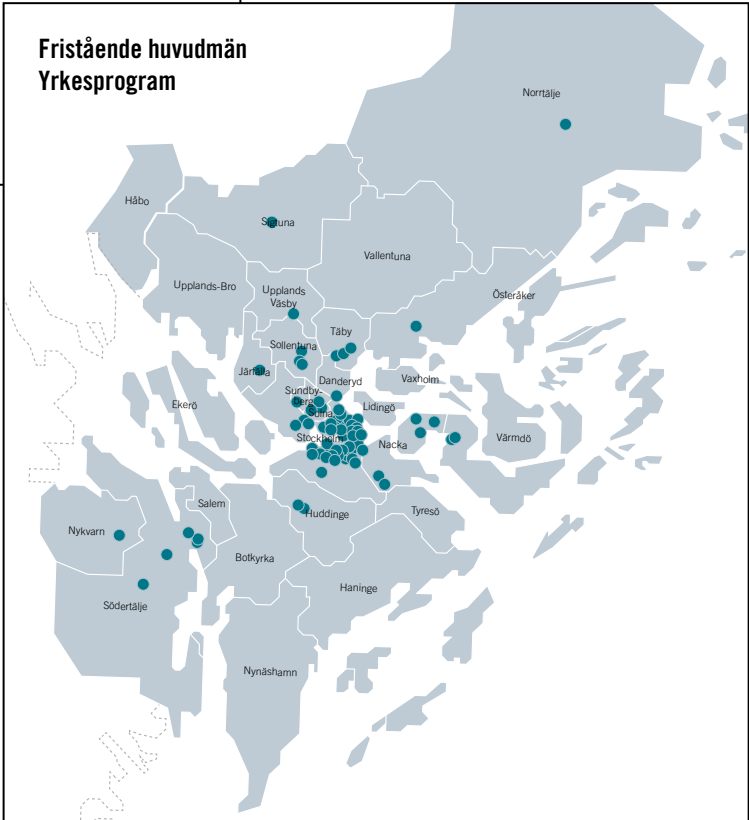 Fristående huvudmän
Yrkesprogram
Norrtälje
Håbo
Sigtuna
Vallentuna
Upplands-Bro
Upplands
Väsby
Österåker
Täby
Sollentuna
Järfälla
Danderyd
Vaxholm
Sundby-
berg
Ekerö
Lidingö
Solna
Stockholm
Nacka
Värmdö
Salem
Huddinge
Tyresö
Nykvarn
Botkyrka
Haninge
Södertälje
Nynäshamn